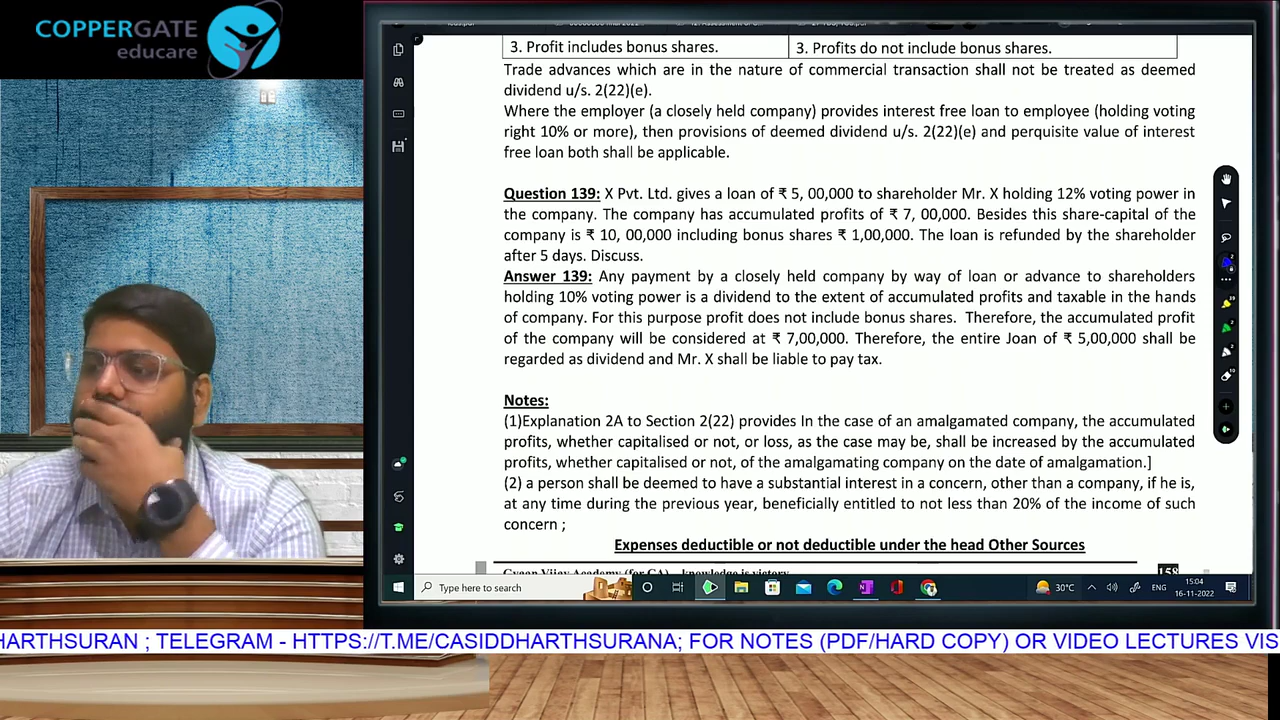 COPPERGATE
educare
3. Profit includes bonus shares.
3. Profits do not include bonus shares.
Trade advances which are in the nature of commercial transaction shall not be treated as deemed
dividend u/s. 2(22)(e).
Where the employer (a closely held company) provides interest free loan to employee (holding voting
right 10% or more), then provisions of deemed dividend u/s. 2(22)(e) and perquisite value of interest
free loan both shall be applicable.
Question 139: X Pvt. Ltd. gives a loan of ₹ 5, 00,000 to shareholder Mr. X holding 12% voting power in
the company. The company has accumulated profits of ₹ 7, 00,000. Besides this share-capital of the
company is ₹ 10, 00,000 including bonus shares ₹ 1,00,000. The loan is refunded by the shareholder
after 5 days. Discuss.
Answer 139: Any payment by a closely held company by way of loan or advance to shareholders
holding 10% voting power is a dividend to the extent of accumulated profits and taxable in the hands
of company. For this purpose profit does not include bonus shares. Therefore, the accumulated profit
of the company will be considered at ₹ 7,00,000. Therefore, the entire Joan of ₹ 5,00,000 shall be
regarded as dividend and Mr. X shall be liable to pay tax.
Notes:
(1)Explanation 2A to Section 2(22) provides In the case of an amalgamated company, the accumulated
profits, whether capitalised or not, or loss, as the case may be, shall be increased by the accumulated
profits, whether capitalised or not, of the amalgamating company on the date of amalgamation.]
(2) a person shall be deemed to have a substantial interest in a concern, other than a company, if he is,
at any time during the previous year, beneficially entitled to not less than 20% of the income of such
concern ;
Expenses deductible or not deductible under the head Other Sources
Gyaan Vijay Academy (for CA) knowledge is victory
158
Type here to search
30°C
ENG
15:04
16-11-2022
HARTHSURAN ; TELEGRAM - HTTPS://T.ME/CASIDDHARTHSURANA; FOR NOTES (PDF/HARD COPY) OR VIDEO LECTURES VIS